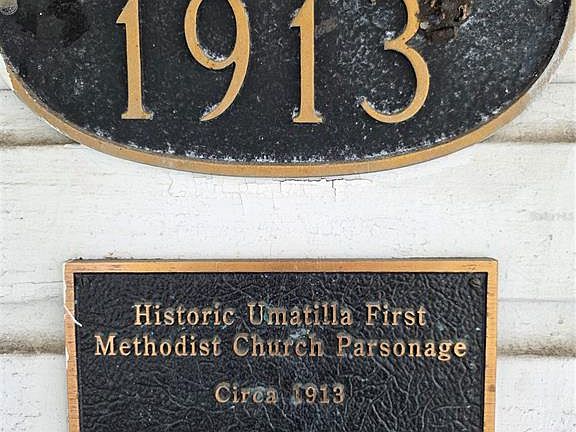 1913
Historic Umatilla First
Methodist Church Parsonage
Circa 1913